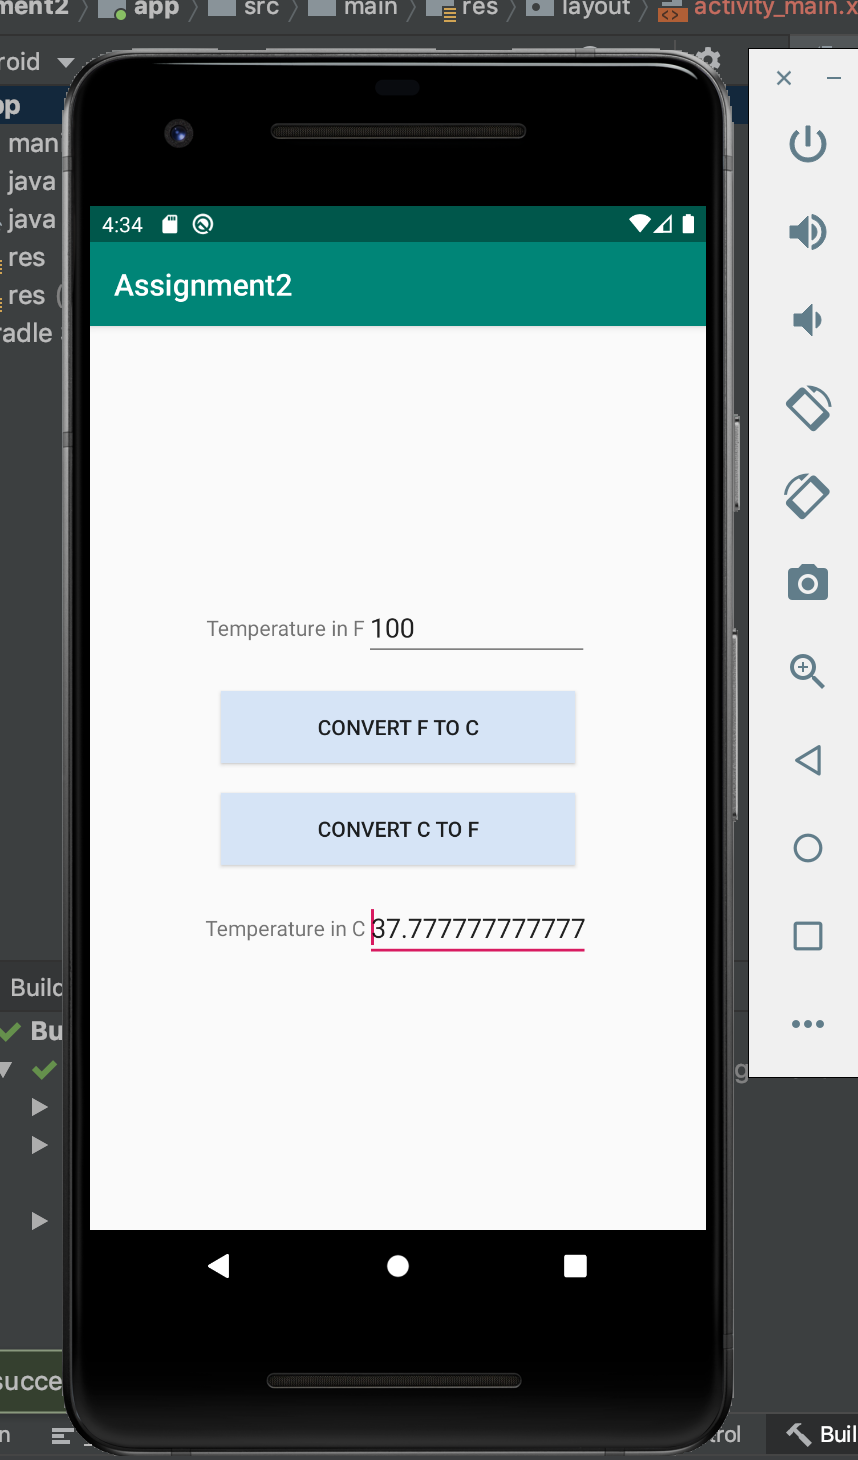 ment2 app src main res layout activity_main.x
roid
pp
4:34
man
java
java
res
res (
radle
Assignment2
Temperature in F 100
CONVERT F TO C
CONVERT C TO F
Temperature in C 37.777777777777
Build
Bu
g
succe
n trol Buil